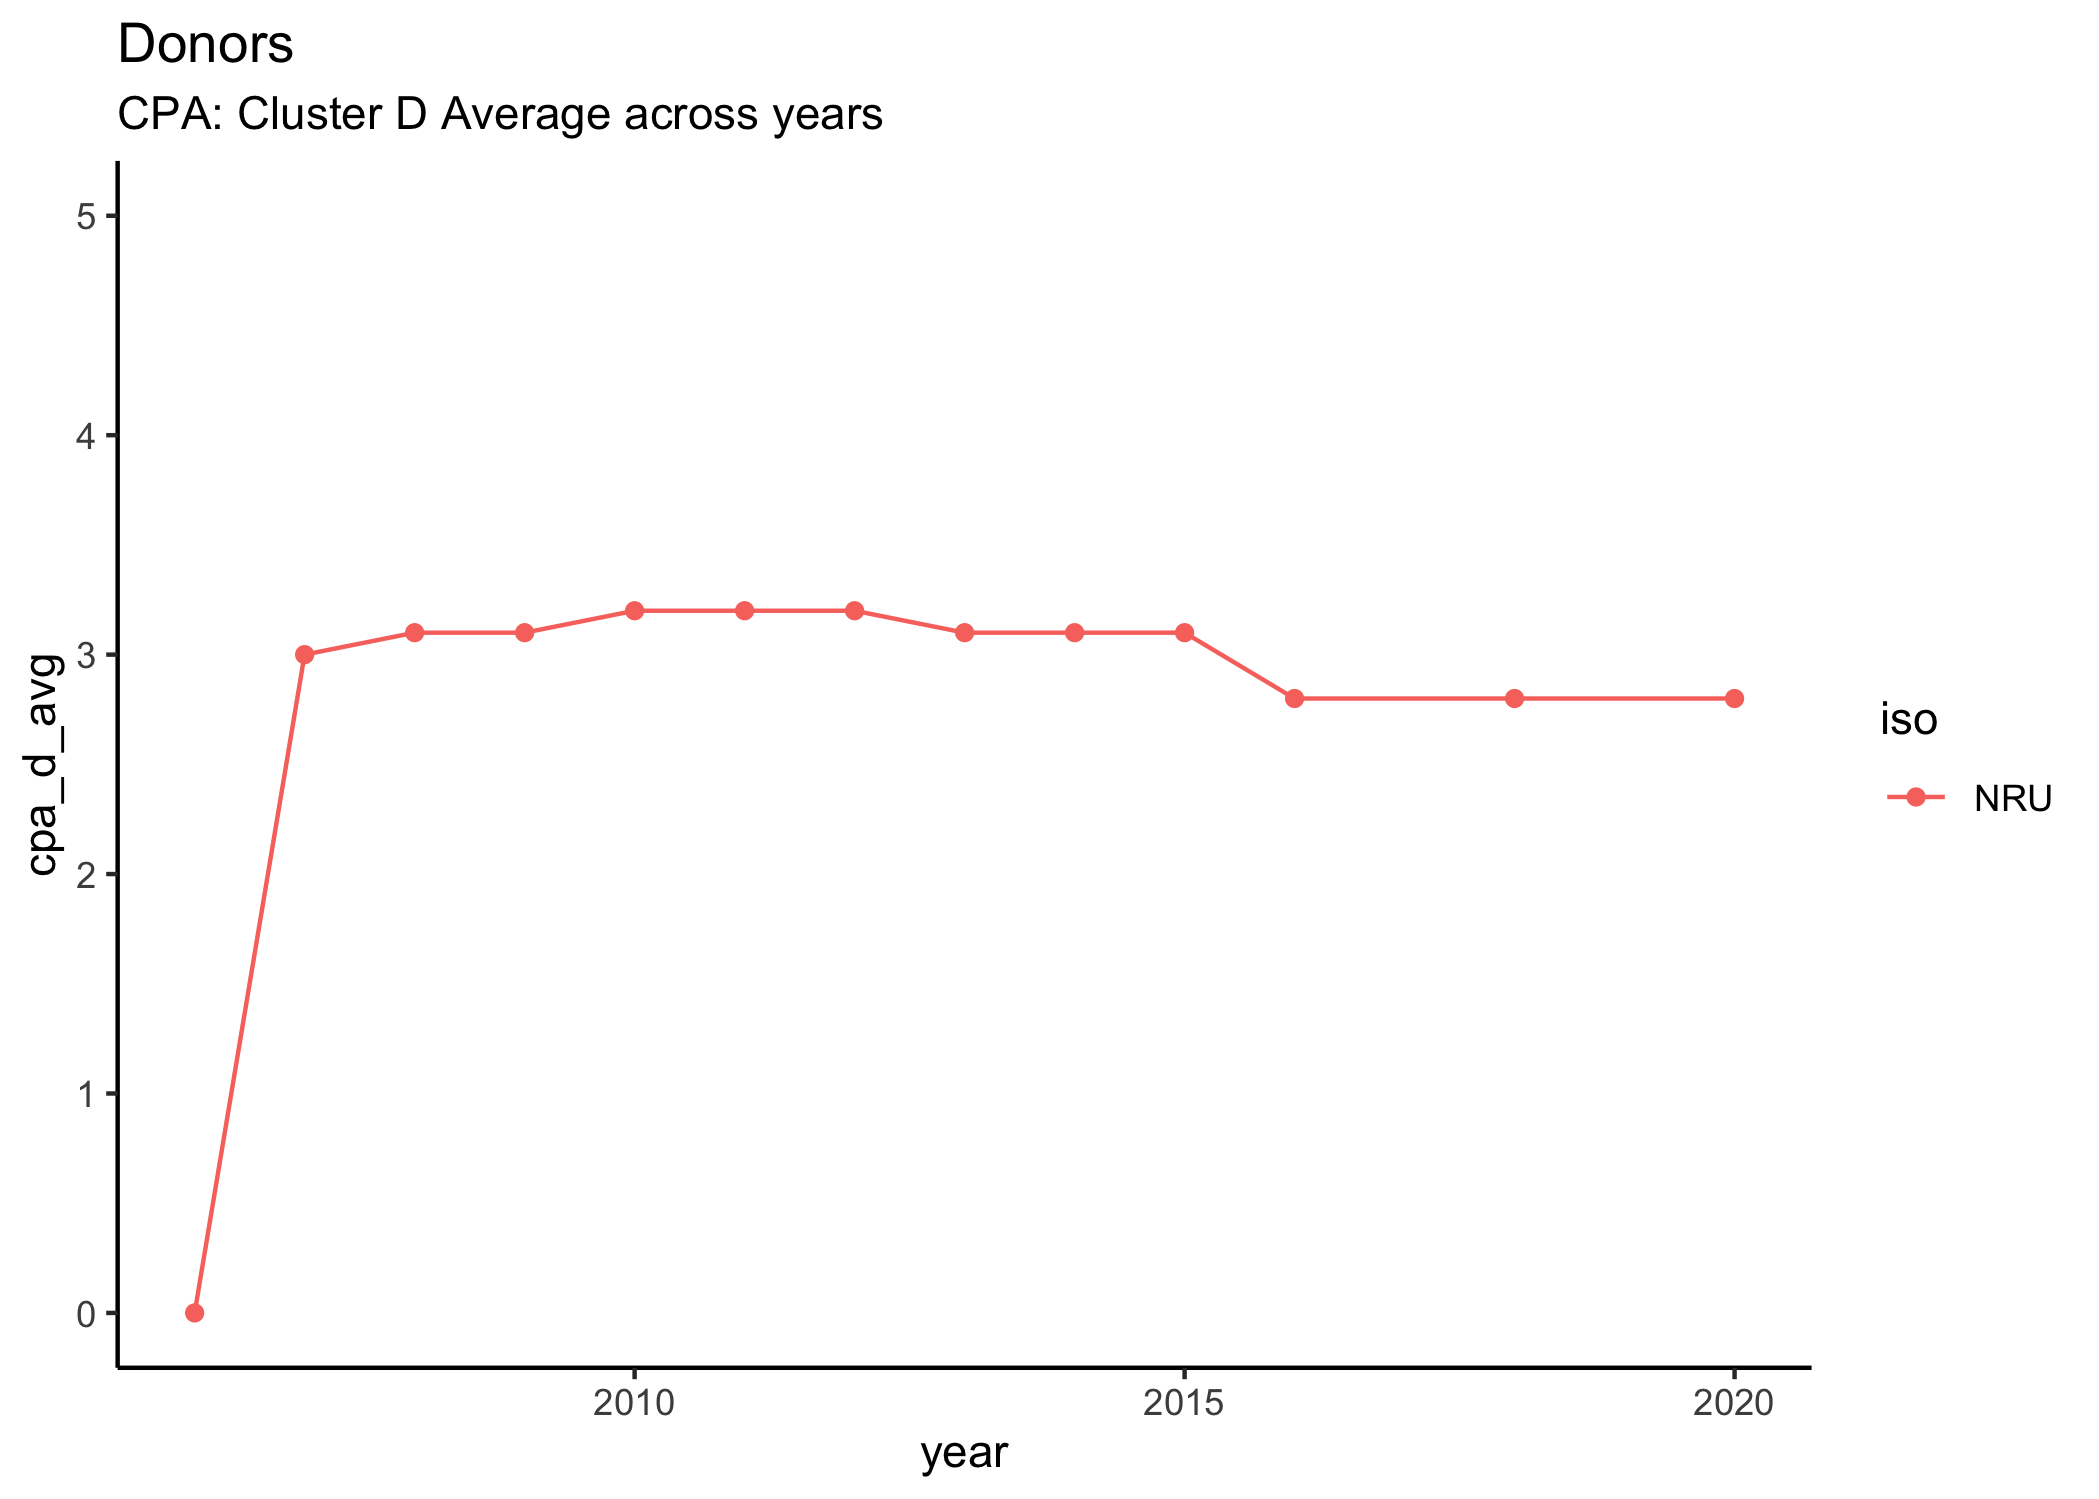 Donors
CPA: Cluster D Average across years
5
4
3
2
1
0
cpa_d_avg
2010
2015
2020
year
iso
NRU